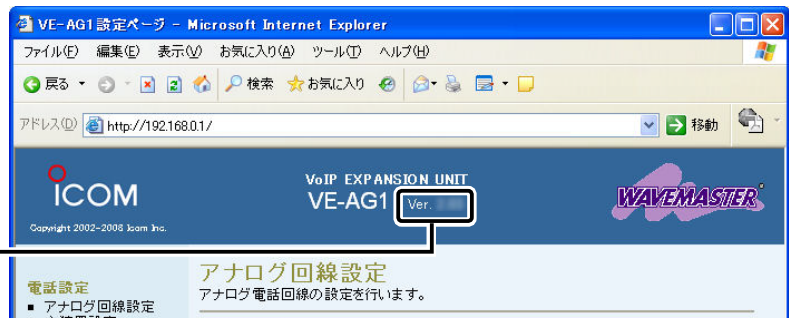 VE-AG1設定ページ - Microsoft Internet Explorer
ファイル(F) 編集(E) 表示(V) お気に入り(A) ツール(T) ヘルプ(H)
戻る 検索 お気に入り
アドレス(D) http://192.168.0.1/ 移動
ICOM
Copyright 2002-2008 Icom Inc.
VoIP EXPANSION UNIT
VE-AG1 Ver.
WAVEMASTER
電話設定
■ アナログ回線設定
アナログ回線設定
アナログ電話回線の設定を行います。